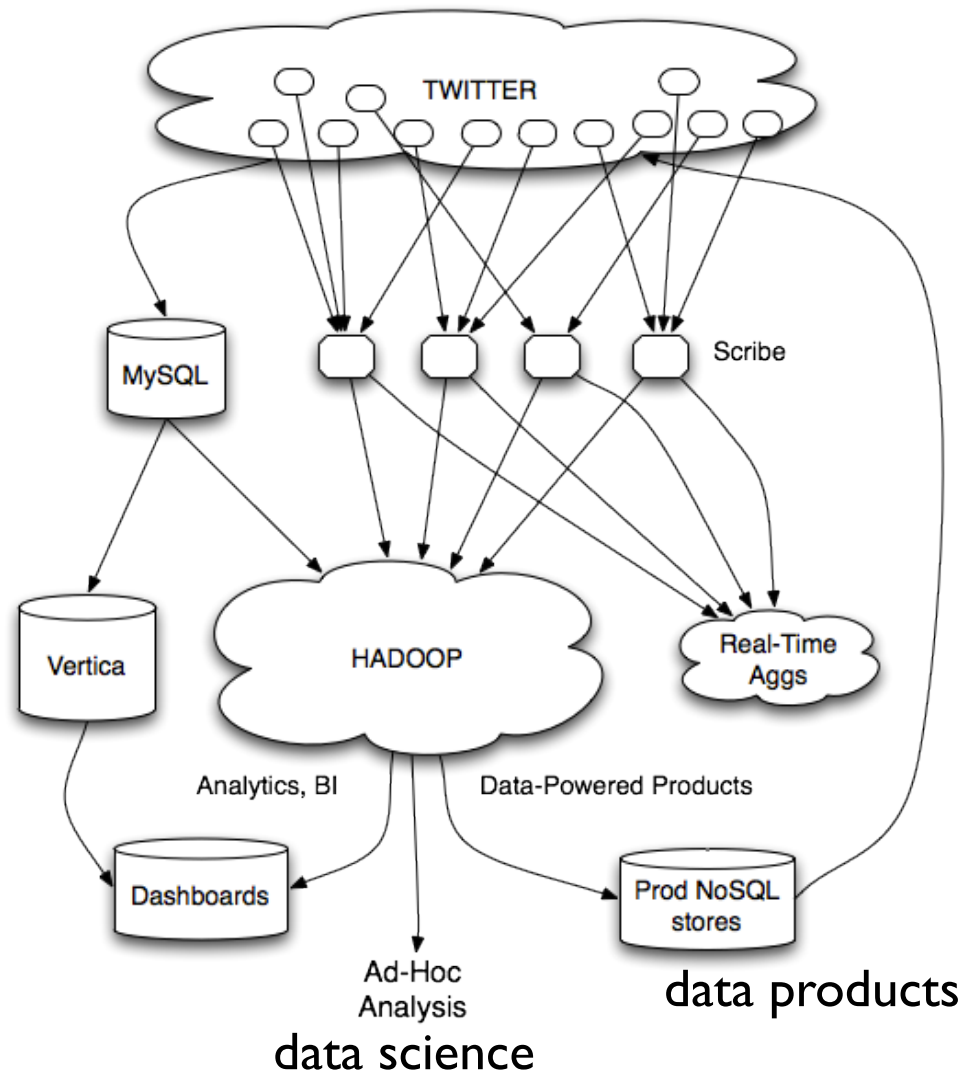 TWITTER
Scribe
MySQL
Vertica
HADOOP
Real-Time
Aggs
Analytics, BI
Data-Powered Products
Dashboards
Prod NoSQL
stores
Ad-Hoc
Analysis
data products
data science